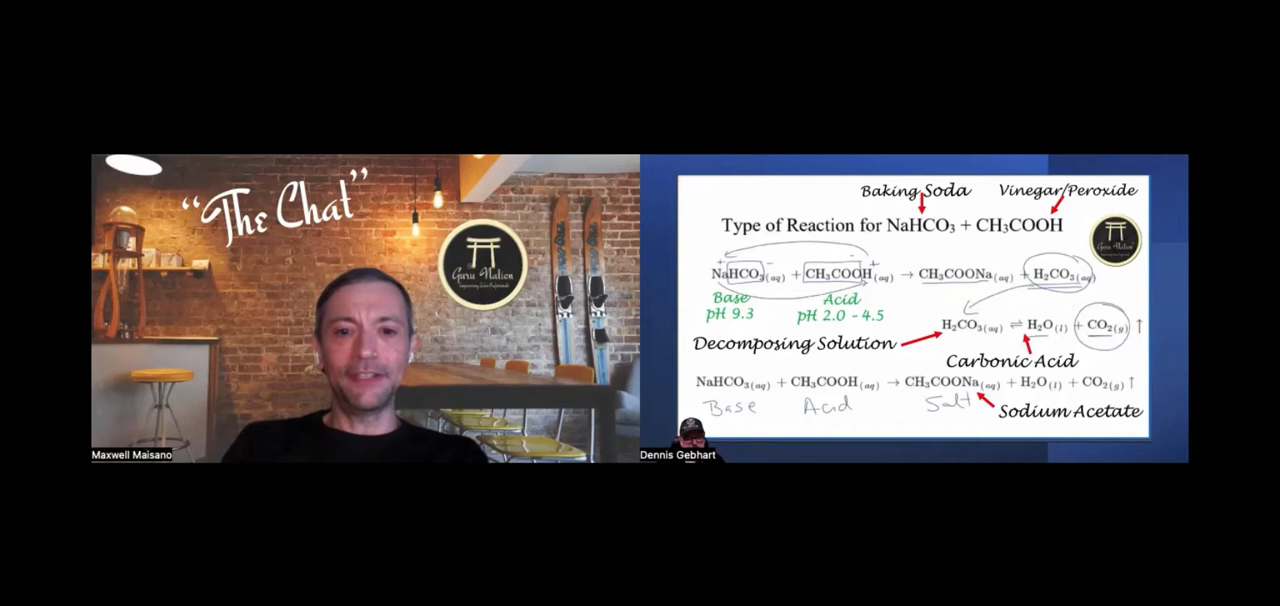 “The Chat”
Guru Nation
Maxwell Maisano
Baking Soda
Vinegar/Peroxide
Type of Reaction for NaHCO₃ + CH₃COOH
Guru Nation
NaHCO₃(aq) + CH₃COOH(aq) → CH₃COONa(aq) + H₂CO₃(aq)
+ - - +
Base
Acid
pH 9.3
pH 2.0 - 4.5
H₂CO₃(aq) ⇌ H₂O(l) + CO₂(g) ↑
Decomposing Solution
Carbonic Acid
NaHCO₃(aq) + CH₃COOH(aq) → CH₃COONa(aq) + H₂O(l) + CO₂(g) ↑
Base Acid Salt
Sodium Acetate
Dennis Gebhart